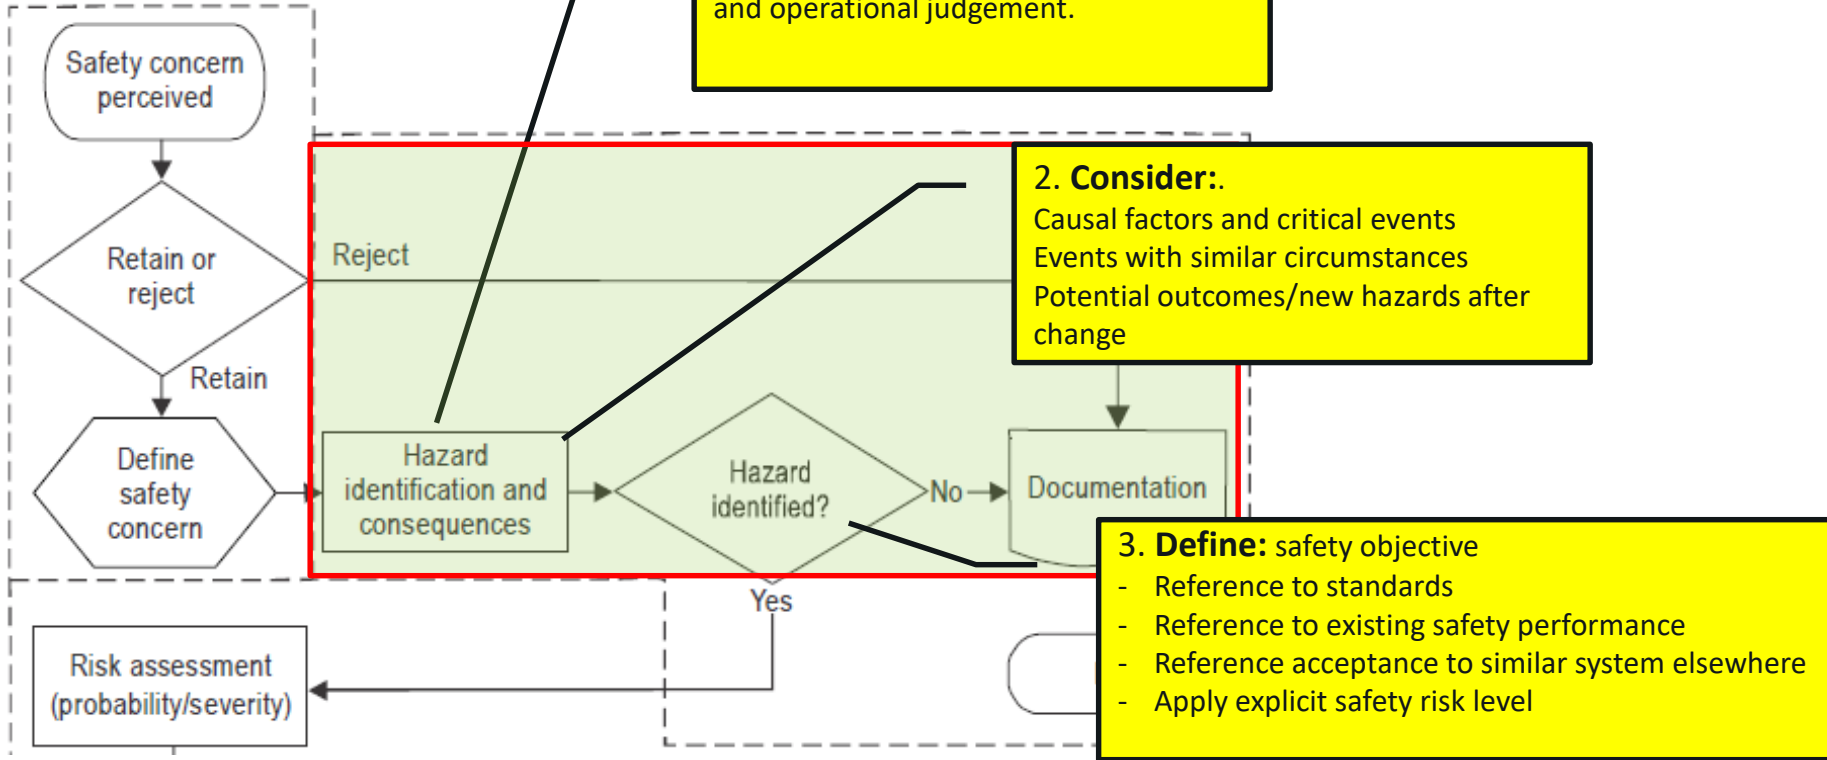 and operational judgement.
Safety concern
perceived
2. Consider:.
Causal factors and critical events
Events with similar circumstances
Potential outcomes/new hazards after
change
Retain or
reject
Reject
Retain
Define
safety
concern
Hazard
identification and
consequences
Hazard
identified?
No
Documentation
3. Define: safety objective
- Reference to standards
- Reference to existing safety performance
- Reference acceptance to similar system elsewhere
- Apply explicit safety risk level
Yes
Risk assessment
(probability/severity)